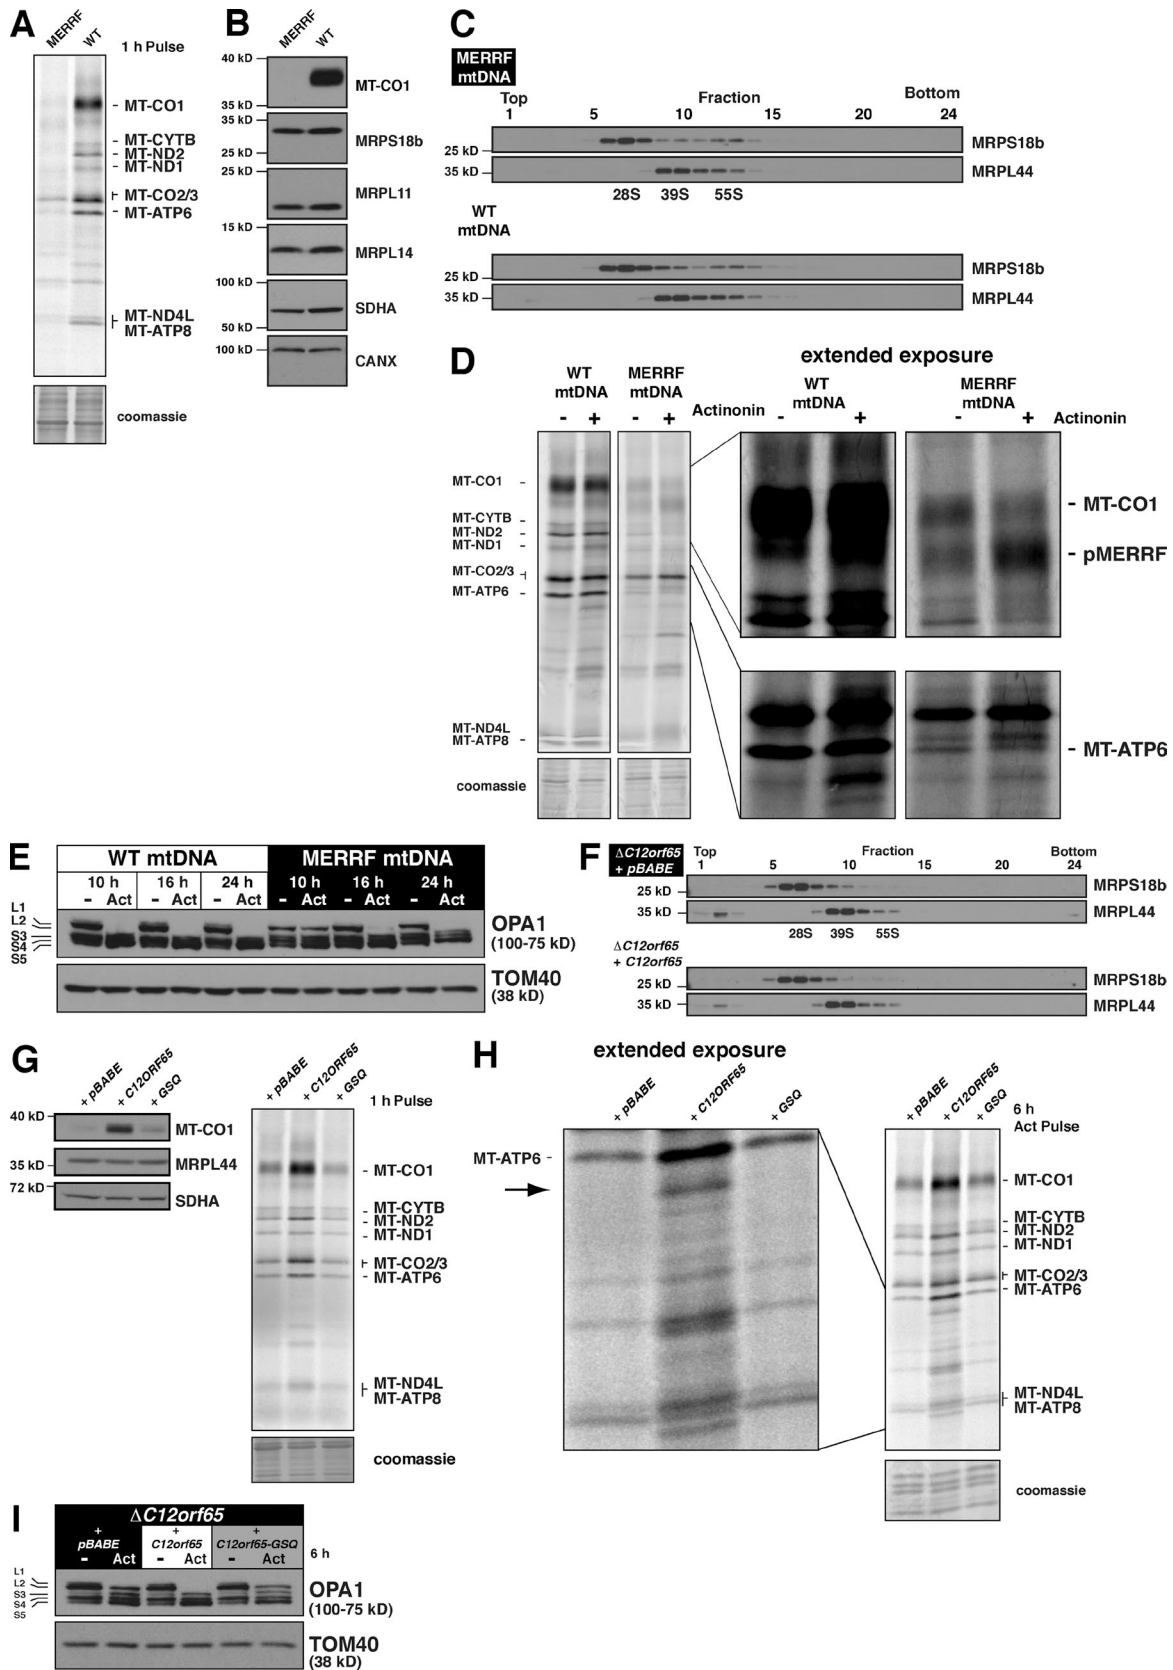 A
MERRF
WT
1 h Pulse
MT-CO1
MT-CYTB
MT-ND2
MT-ND1
MT-CO2/3
MT-ATP6
MT-ND4L
MT-ATP8
coomassie
B
MERRF
WT
40 kD
35 kD
MT-CO1
35 kD
25 kD
MRPS18b
25 kD
MRPL11
15 kD
MRPL14
100 kD
50 kD
SDHA
100 kD
CANX
C
MERRF
mtDNA
Top
Fraction
Bottom
1 5 10 15 20 24
25 kD
MRPS18b
35 kD
MRPL44
28S 39S 55S
WT
mtDNA
25 kD
MRPS18b
35 kD
MRPL44
D
extended exposure
WT
mtDNA
MERRF
mtDNA
Actinonin
- + - +
WT
mtDNA
MERRF
mtDNA
- + - +
Actinonin
MT-CO1
MT-CYTB
MT-ND2
MT-ND1
MT-CO2/3
MT-ATP6
MT-ND4L
MT-ATP8
coomassie
MT-CO1
pMERRF
MT-ATP6
E
WT mtDNA
MERRF mtDNA
10 h 16 h 24 h 10 h 16 h 24 h
- Act - Act - Act - Act - Act - Act
L1
L2
S3
S4
S5
OPA1
(100-75 kD)
TOM40
(38 kD)
F
ΔC12orf65
+ pBABE
Top
Fraction
Bottom
1 5 10 15 20 24
25 kD
MRPS18b
35 kD
MRPL44
28S 39S 55S
ΔC12orf65
+ C12orf65
25 kD
MRPS18b
35 kD
MRPL44
G
+ pBABE
+ C12ORF65
+ GSQ
40 kD
MT-CO1
35 kD
MRPL44
72 kD
SDHA
+ pBABE
+ C12ORF65
+ GSQ
1 h Pulse
MT-CO1
MT-CYTB
MT-ND2
MT-ND1
MT-CO2/3
MT-ATP6
MT-ND4L
MT-ATP8
coomassie
H
extended exposure
+ pBABE
+ C12ORF65
+ GSQ
MT-ATP6
+ pBABE
+ C12ORF65
+ GSQ
6 h
Act Pulse
MT-CO1
MT-CYTB
MT-ND2
MT-ND1
MT-CO2/3
MT-ATP6
MT-ND4L
MT-ATP8
coomassie
I
ΔC12orf65
+ + +
pBABE C12orf65 C12orf65-GSQ
- Act - Act - Act
6 h
L1
L2
S3
S4
S5
OPA1
(100-75 kD)
TOM40
(38 kD)